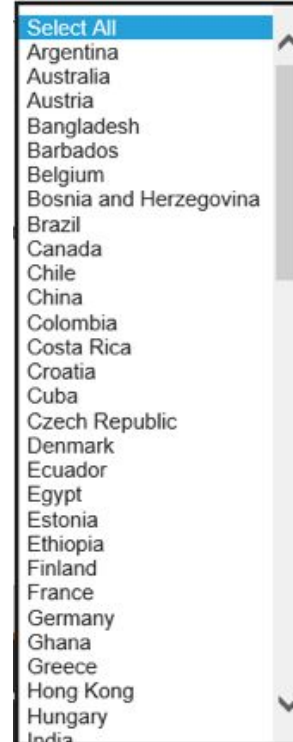 Select All
Argentina
Australia
Austria
Bangladesh
Barbados
Belgium
Bosnia and Herzegovina
Brazil
Canada
Chile
China
Colombia
Costa Rica
Croatia
Cuba
Czech Republic
Denmark
Ecuador
Egypt
Estonia
Ethiopia
Finland
France
Germany
Ghana
Greece
Hong Kong
Hungary
India